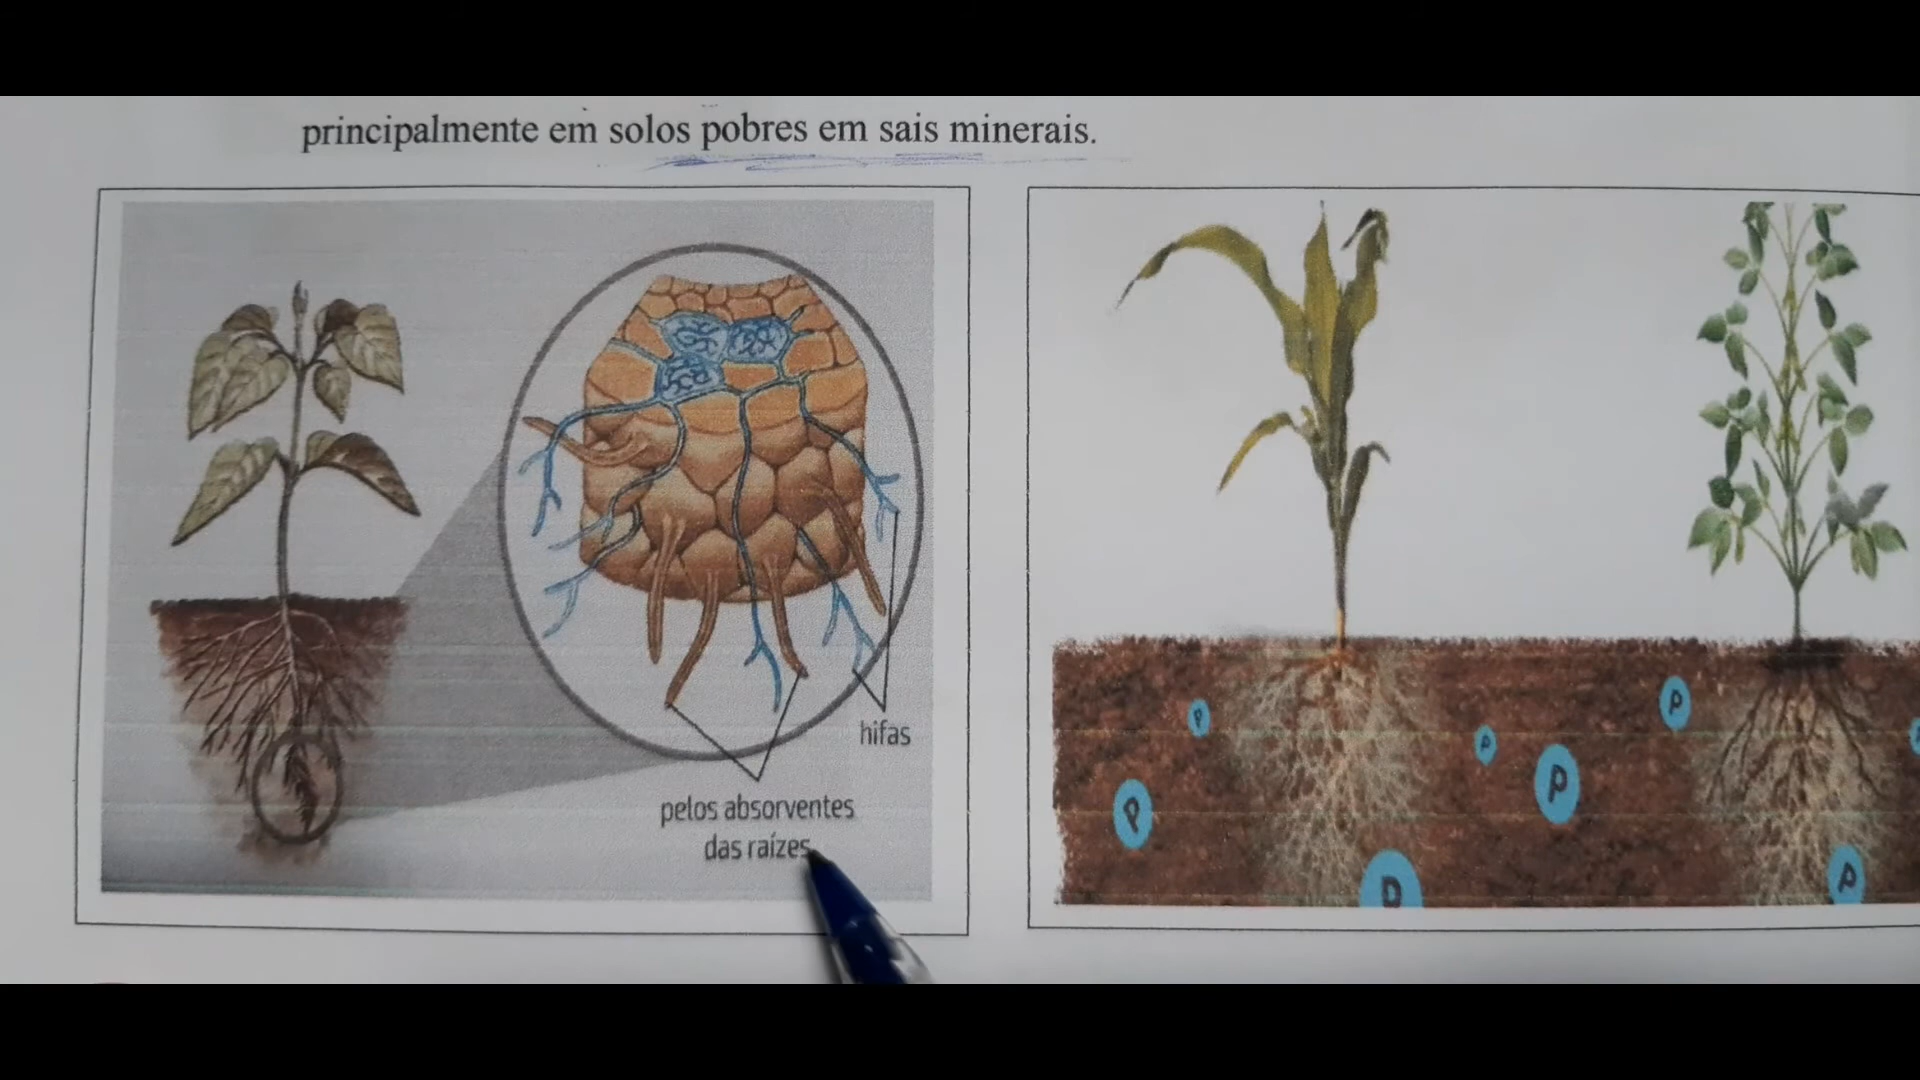 principalmente em solos pobres em sais minerais.
hifas
pelos absorventes
das raízes
P
P
P
P
P
P
P